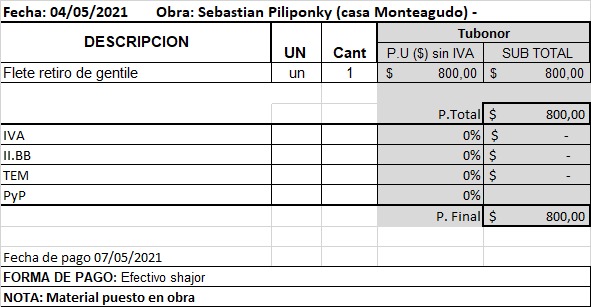 Fecha: 04/05/2021 Obra: Sebastian Piliponky (casa Monteagudo) -
Tubonor
DESCRIPCION UN Cant P.U ($) sin IVA SUB TOTAL
Flete retiro de gentile un 1 $ 800,00 $ 800,00
P.Total $ 800,00
IVA 0% $ -
II.BB 0% $ -
TEM 0% $ -
PyP 0%
P. Final $ 800,00
Fecha de pago 07/05/2021
FORMA DE PAGO: Efectivo shajor
NOTA: Material puesto en obra